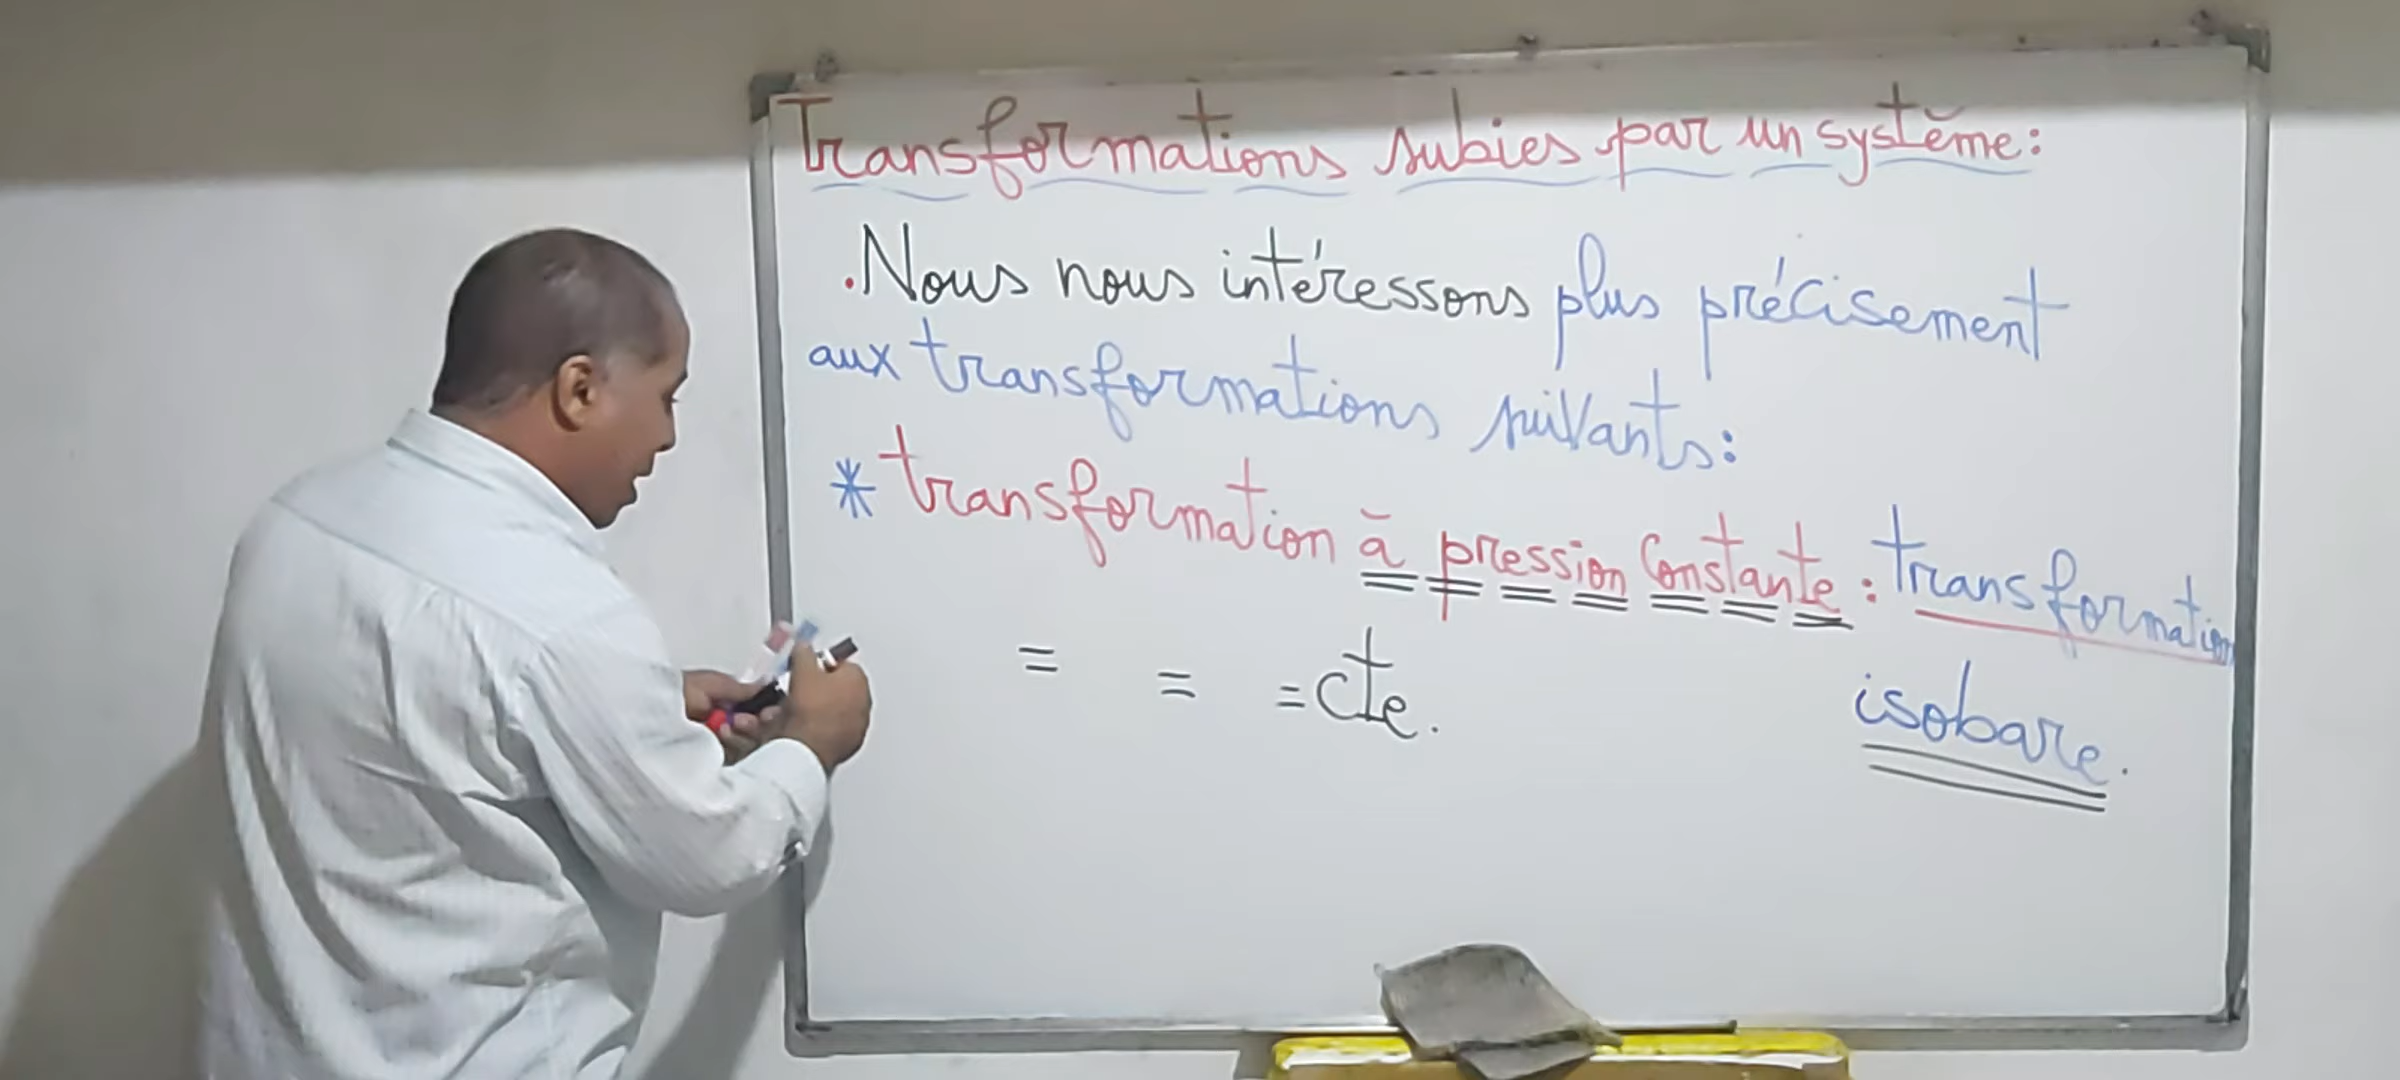 Transformations subies par un système:
.Nous nous intéressons plus précisement
aux transformations suivants:
* transformation à pression Constante : transformation
isobare.
= = =cte.